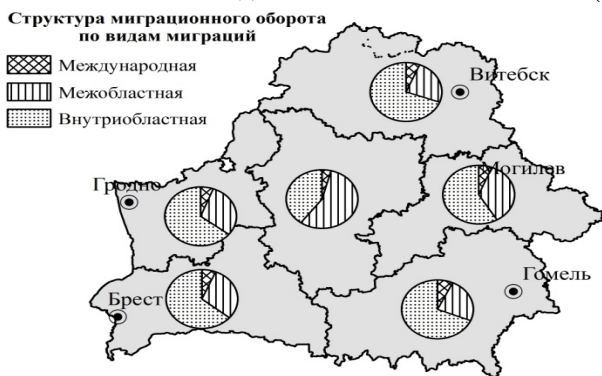 Структура миграционного оборота
по видам миграций
Международная
Межобластная
Внутриобластная
Витебск
Могилев
Гродно
Гомель
Брест